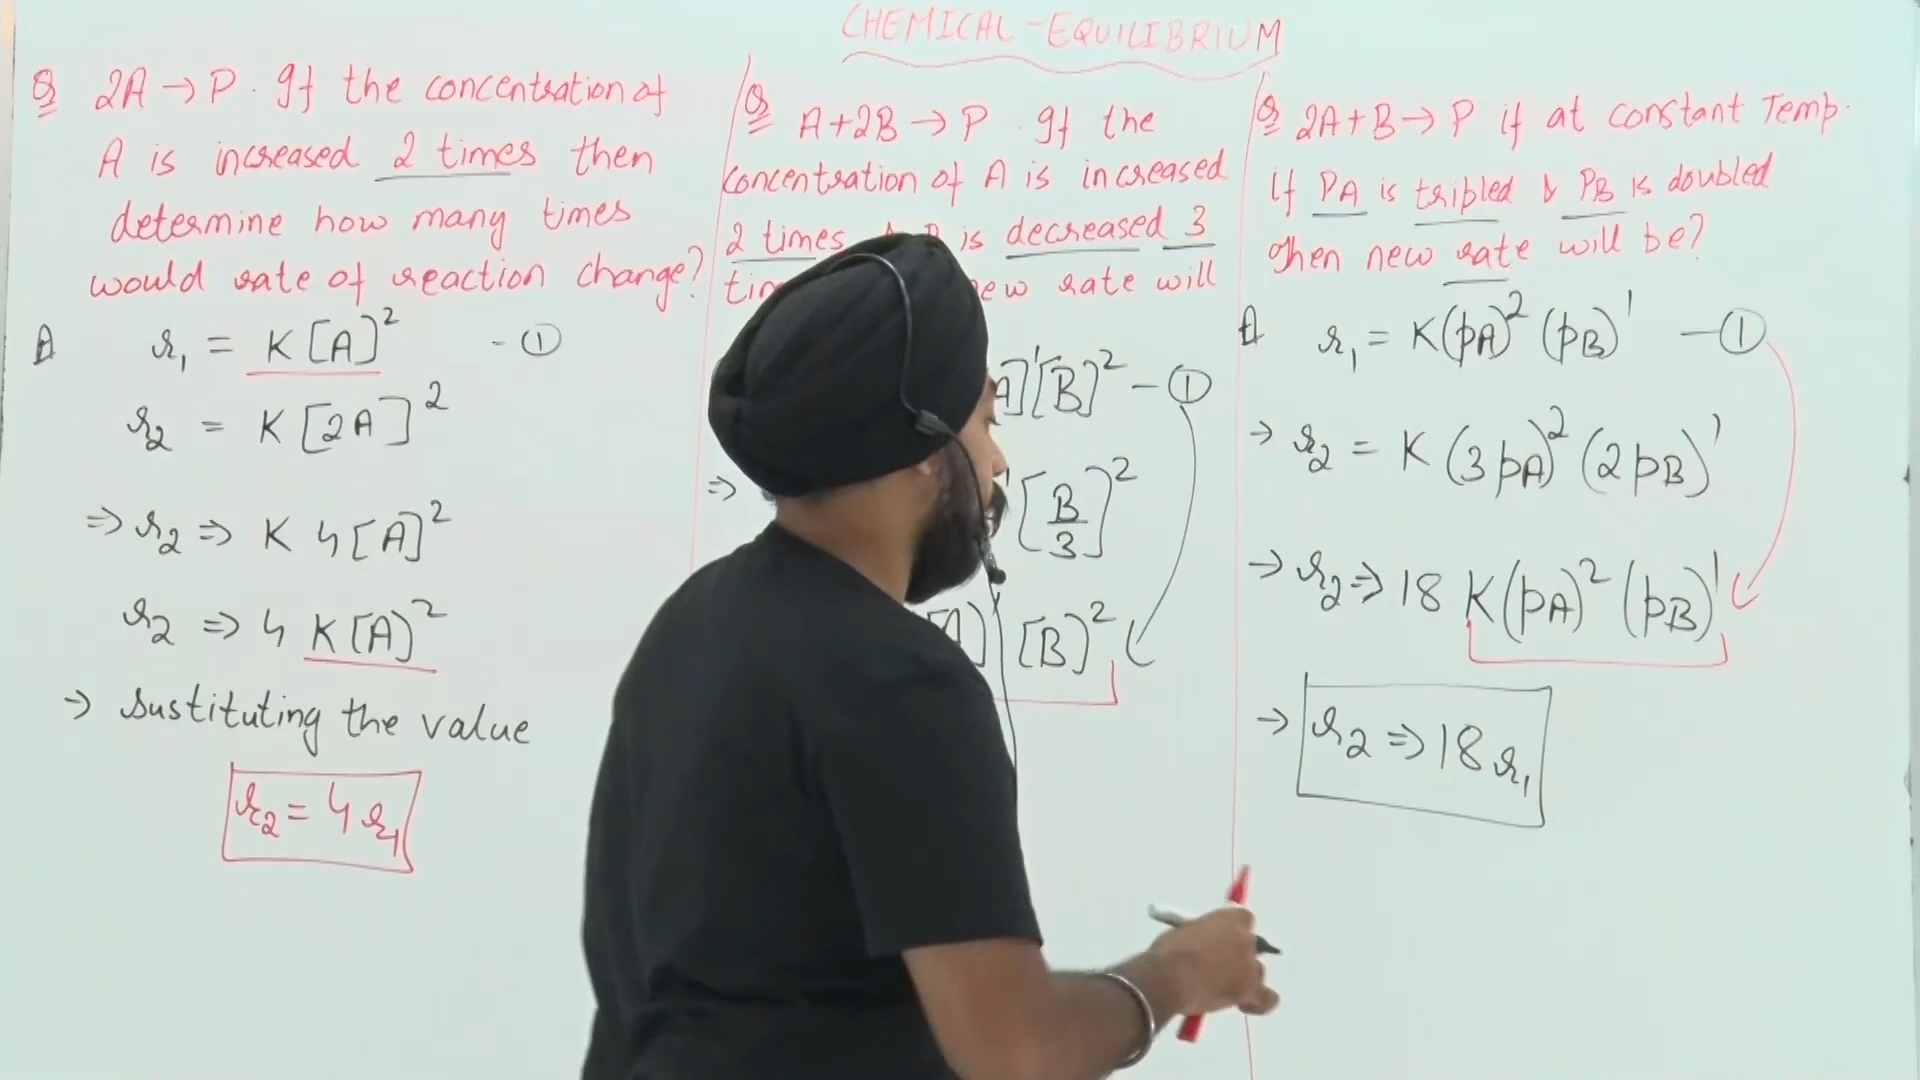 CHEMICAL-EQUILIBRIUM
Q 2A → P. If the concentration of
A is increased 2 times then
determine how many times
would rate of reaction change?
A r₁ = K[A]² - ①
r₂ = K[2A]²
⇒ r₂ ⇒ K 4[A]²
r₂ ⇒ 4 K[A]²
→ sustituting the value
r₂ = 4r₁
Q A+2B → P. If the
concentration of A is increased
2 times is decreased 3
rate will
A]¹[B]² - ①
⇒ [B/3]²
[B]²
Q 2A+B → P if at constant Temp.
If PA is tribled & PB is doubled
then new rate will be?
A r₁ = K(pA)² (pB)¹ - ①
→ r₂ = K(3pA)² (2pB)¹
→ r₂ ⇒ 18 K(pA)² (pB)¹
→ r₂ ⇒ 18r₁